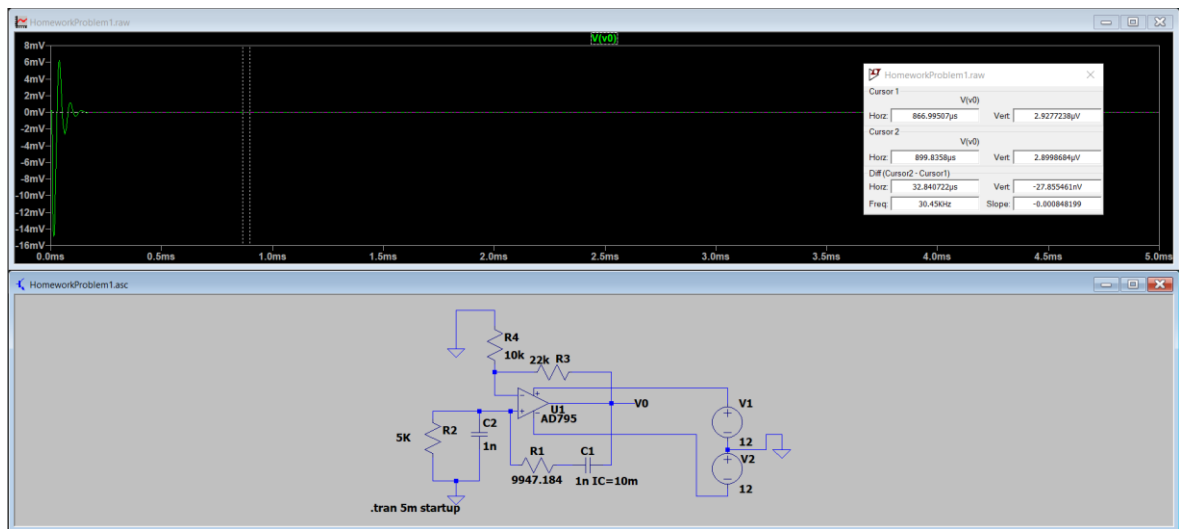 HomeworkProblem1.raw
V(v0)
8mV
6mV
4mV
2mV
0mV
-2mV
-4mV
-6mV
-8mV
-10mV
-12mV
-14mV
-16mV
0.0ms 0.5ms 1.0ms 1.5ms 2.0ms 2.5ms 3.0ms 3.5ms 4.0ms 4.5ms 5.0ms
HomeworkProblem1.raw
Cursor 1
V(v0)
Horz: 866.99507µs Vert: 2.9277238µV
Cursor 2
V(v0)
Horz: 899.8358µs Vert: 2.8998684µV
Diff (Cursor2 - Cursor1)
Horz: 32.840722µs Vert: -27.855461nV
Freq: 30.45KHz Slope: -0.000848199
HomeworkProblem1.asc
R4
10k
22k R3
U1
AD795
V0
V1
12
V2
12
5K
R2
C2
1n
R1
9947.184
C1
1n IC=10m
.tran 5m startup